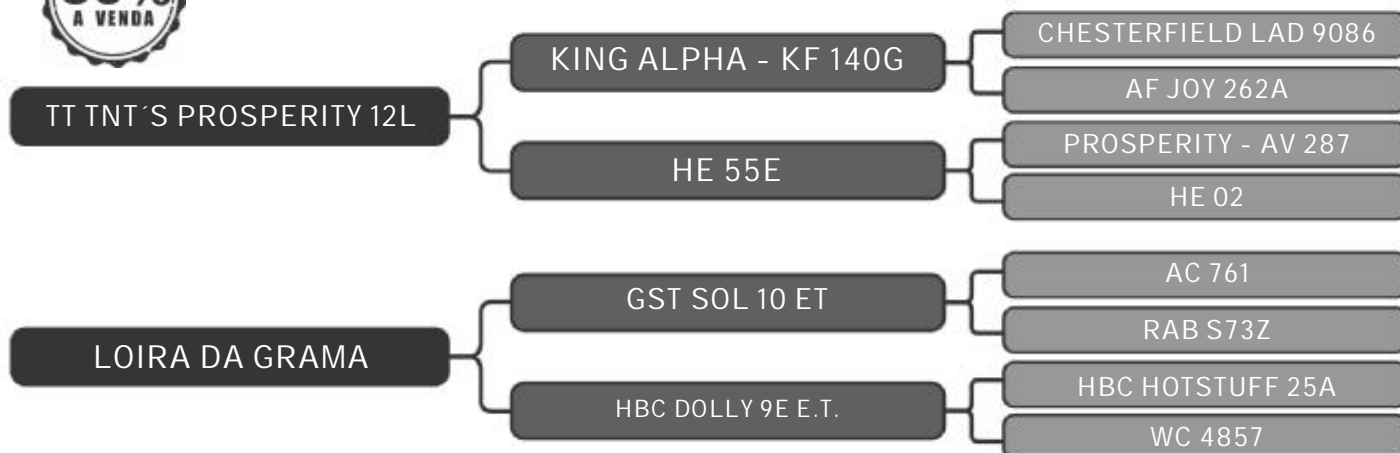 A VENDA
TT TNT´S PROSPERITY 12L
KING ALPHA - KF 140G
CHESTERFIELD LAD 9086
AF JOY 262A
HE 55E
PROSPERITY - AV 287
HE 02
LOIRA DA GRAMA
GST SOL 10 ET
AC 761
RAB S73Z
HBC DOLLY 9E E.T.
HBC HOTSTUFF 25A
WC 4857